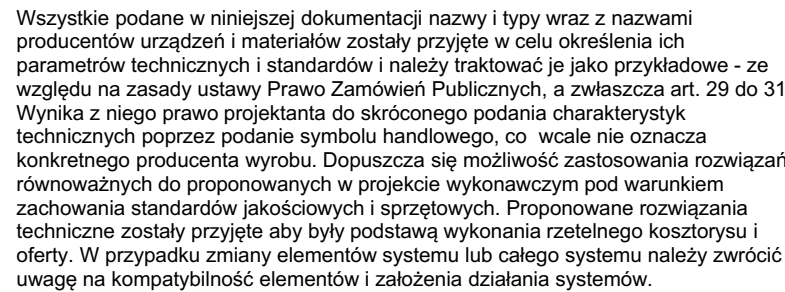 Wszystkie podane w niniejszej dokumentacji nazwy i typy wraz z nazwami
producentów urządzeń i materiałów zostały przyjęte w celu określenia ich
parametrów technicznych i standardów i należy traktować je jako przykładowe - ze
względu na zasady ustawy Prawo Zamówień Publicznych, a zwłaszcza art. 29 do 31
Wynika z niego prawo projektanta do skróconego podania charakterystyk
technicznych poprzez podanie symbolu handlowego, co wcale nie oznacza
konkretnego producenta wyrobu. Dopuszcza się możliwość zastosowania rozwiązań
równoważnych do proponowanych w projekcie wykonawczym pod warunkiem
zachowania standardów jakościowych i sprzętowych. Proponowane rozwiązania
techniczne zostały przyjęte aby były podstawą wykonania rzetelnego kosztorysu i
oferty. W przypadku zmiany elementów systemu lub całego systemu należy zwrócić
uwagę na kompatybilność elementów i założenia działania systemów.